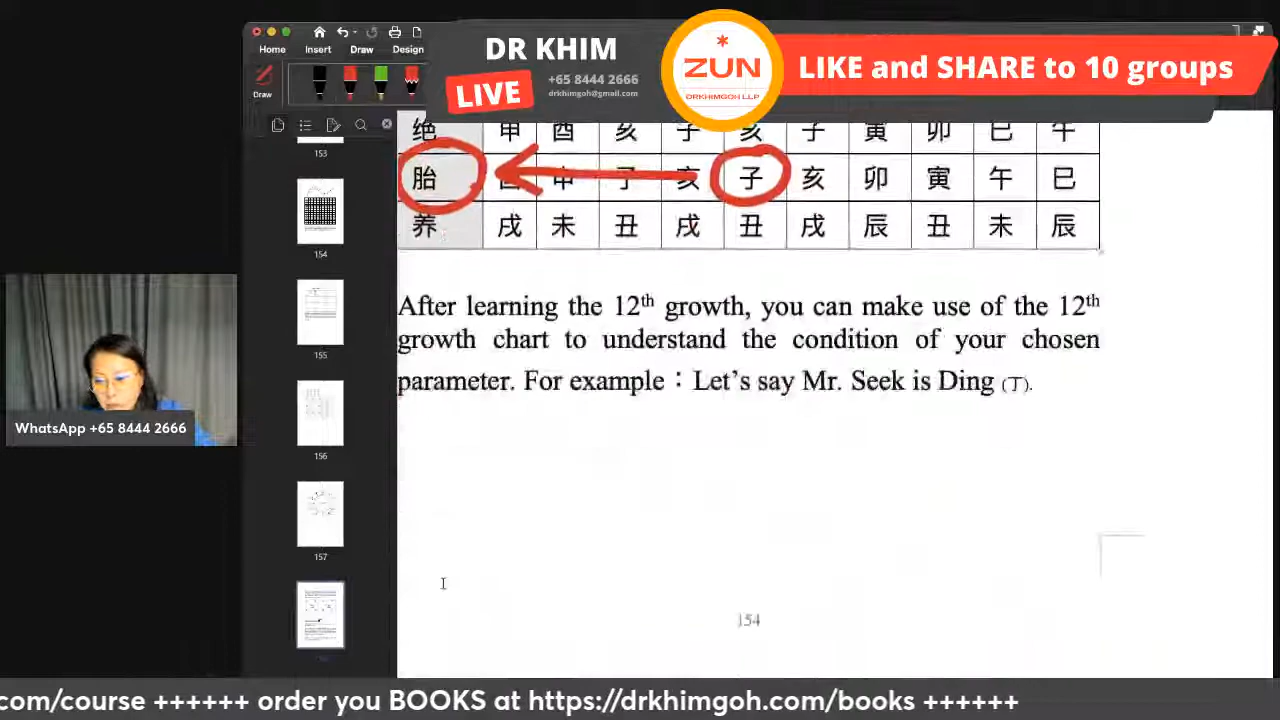 DR KHIM
LIVE
+65 8444 2666
drkhimgoh@gmail.com
*
ZUN
DRKHIMGOH LLP
LIKE and SHARE to 10 groups
Home Insert Draw Design
Draw
绝 申 酉 亥 子 亥 子 寅 卯 巳 午
胎 酉 申 子 亥 子 亥 卯 寅 午 巳
养 戌 未 丑 戌 丑 戌 辰 丑 未 辰
After learning the 12th growth, you can make use of the 12th
growth chart to understand the condition of your chosen
parameter. For example：Let's say Mr. Seek is Ding (丁).
154
153
154
155
156
157
WhatsApp +65 8444 2666
com/course ++++++ order you BOOKS at https://drkhimgoh.com/books ++++++